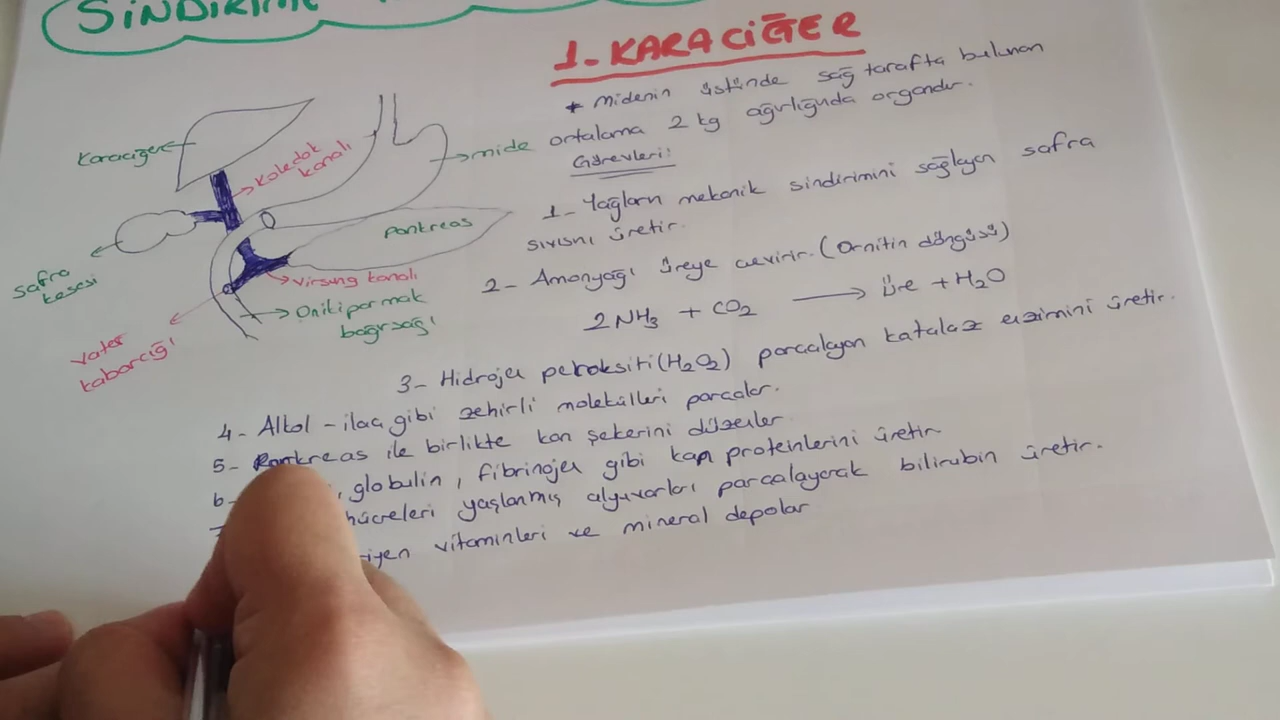 SİNDİRİM
1-KARACİĞER
* Midenin üstünde sağ tarafta bulunan
ortalama 2 kg ağırlığında organdır.
Görevleri:
1- Yağların mekanik sindirimini sağlayan safra
sıvısını üretir.
2- Amonyağı üreye çevirir. (Ornitin döngüsü)
2NH3 + CO2 → Üre + H2O
3- Hidrojen peroksiti (H2O2) parçalayan katalaz enzimini üretir.
4- Alkol - ilaç gibi zehirli molekülleri parçalar.
5- Pankreas ile birlikte kan şekerini düzenler
6- , globulin, fibrinojen gibi kan proteinlerini üretir
7- hücreleri yaşlanmış alyuvarları parçalayarak bilirubin üretir.
vitaminleri ve mineral depolar
Karaciğer
Koledok
kanalı
mide
pankreas
safra
kesesi
Virsung kanalı
Onikiparmak
bağırsağı
vater
kabarcığı